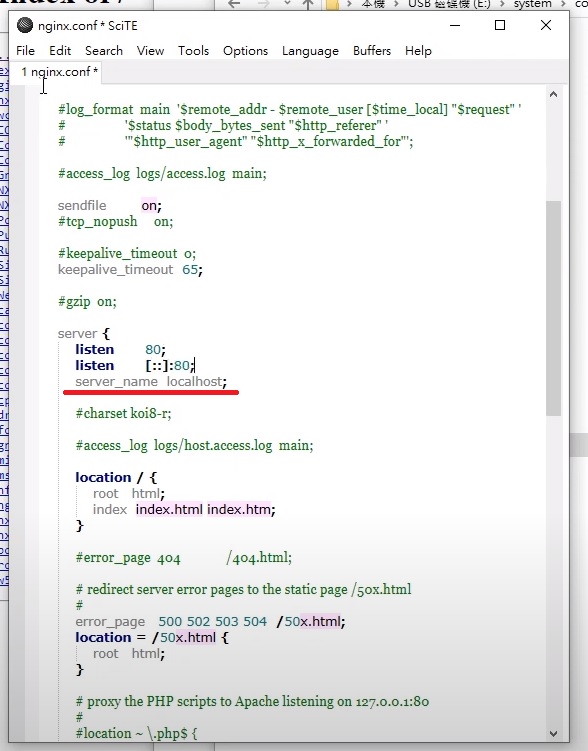 Index of /
本機 › USB 磁碟機 (E:) › system › co
nginx.conf * SciTE
File Edit Search View Tools Options Language Buffers Help
1 nginx.conf *
#log_format main '$remote_addr - $remote_user [$time_local] "$request" '
# '$status $body_bytes_sent "$http_referer" '
# '"$http_user_agent" "$http_x_forwarded_for"';
#access_log logs/access.log main;
sendfile on;
#tcp_nopush on;
#keepalive_timeout 0;
keepalive_timeout 65;
#gzip on;
server {
listen 80;
listen [::]:80;
server_name localhost;
#charset koi8-r;
#access_log logs/host.access.log main;
location / {
root html;
index index.html index.htm;
}
#error_page 404 /404.html;
# redirect server error pages to the static page /50x.html
#
error_page 500 502 503 504 /50x.html;
location = /50x.html {
root html;
}
# proxy the PHP scripts to Apache listening on 127.0.0.1:80
#
#location ~ \.php$ {